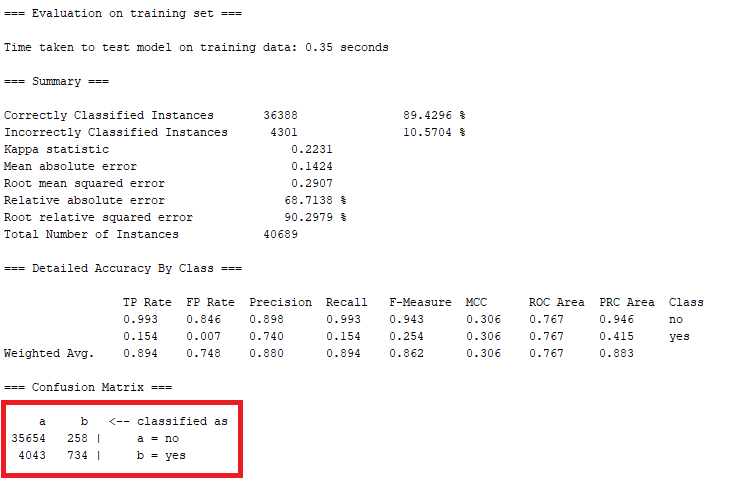 === Evaluation on training set ===
Time taken to test model on training data: 0.35 seconds
=== Summary ===
Correctly Classified Instances 36388 89.4296 %
Incorrectly Classified Instances 4301 10.5704 %
Kappa statistic 0.2231
Mean absolute error 0.1424
Root mean squared error 0.2907
Relative absolute error 68.7138 %
Root relative squared error 90.2979 %
Total Number of Instances 40689
=== Detailed Accuracy By Class ===
TP Rate FP Rate Precision Recall F-Measure MCC ROC Area PRC Area Class
0.993 0.846 0.898 0.993 0.943 0.306 0.767 0.946 no
0.154 0.007 0.740 0.154 0.254 0.306 0.767 0.415 yes
Weighted Avg. 0.894 0.748 0.880 0.894 0.862 0.306 0.767 0.883
=== Confusion Matrix ===
a b <-- classified as
35654 258 | a = no
4043 734 | b = yes